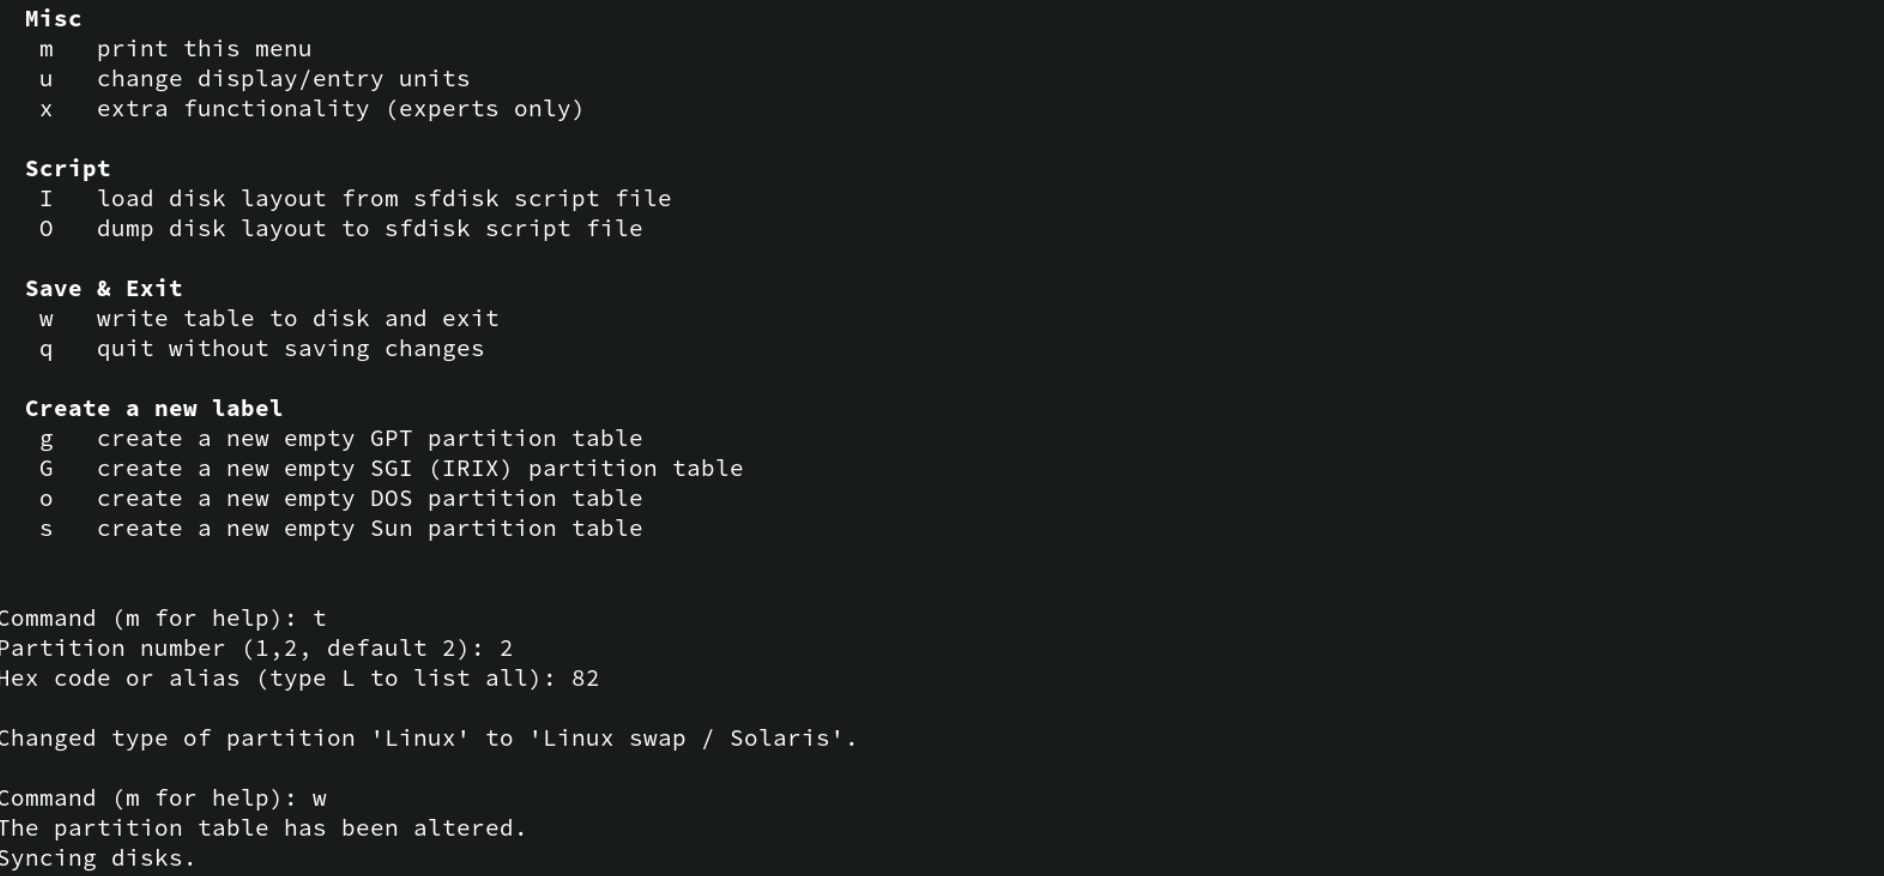 Misc
m   print this menu
u   change display/entry units
x   extra functionality (experts only)
Script
I   load disk layout from sfdisk script file
O   dump disk layout to sfdisk script file
Save & Exit
w   write table to disk and exit
q   quit without saving changes
Create a new label
g   create a new empty GPT partition table
G   create a new empty SGI (IRIX) partition table
o   create a new empty DOS partition table
s   create a new empty Sun partition table
Command (m for help): t
Partition number (1,2, default 2): 2
Hex code or alias (type L to list all): 82
Changed type of partition 'Linux' to 'Linux swap / Solaris'.
Command (m for help): w
The partition table has been altered.
Syncing disks.